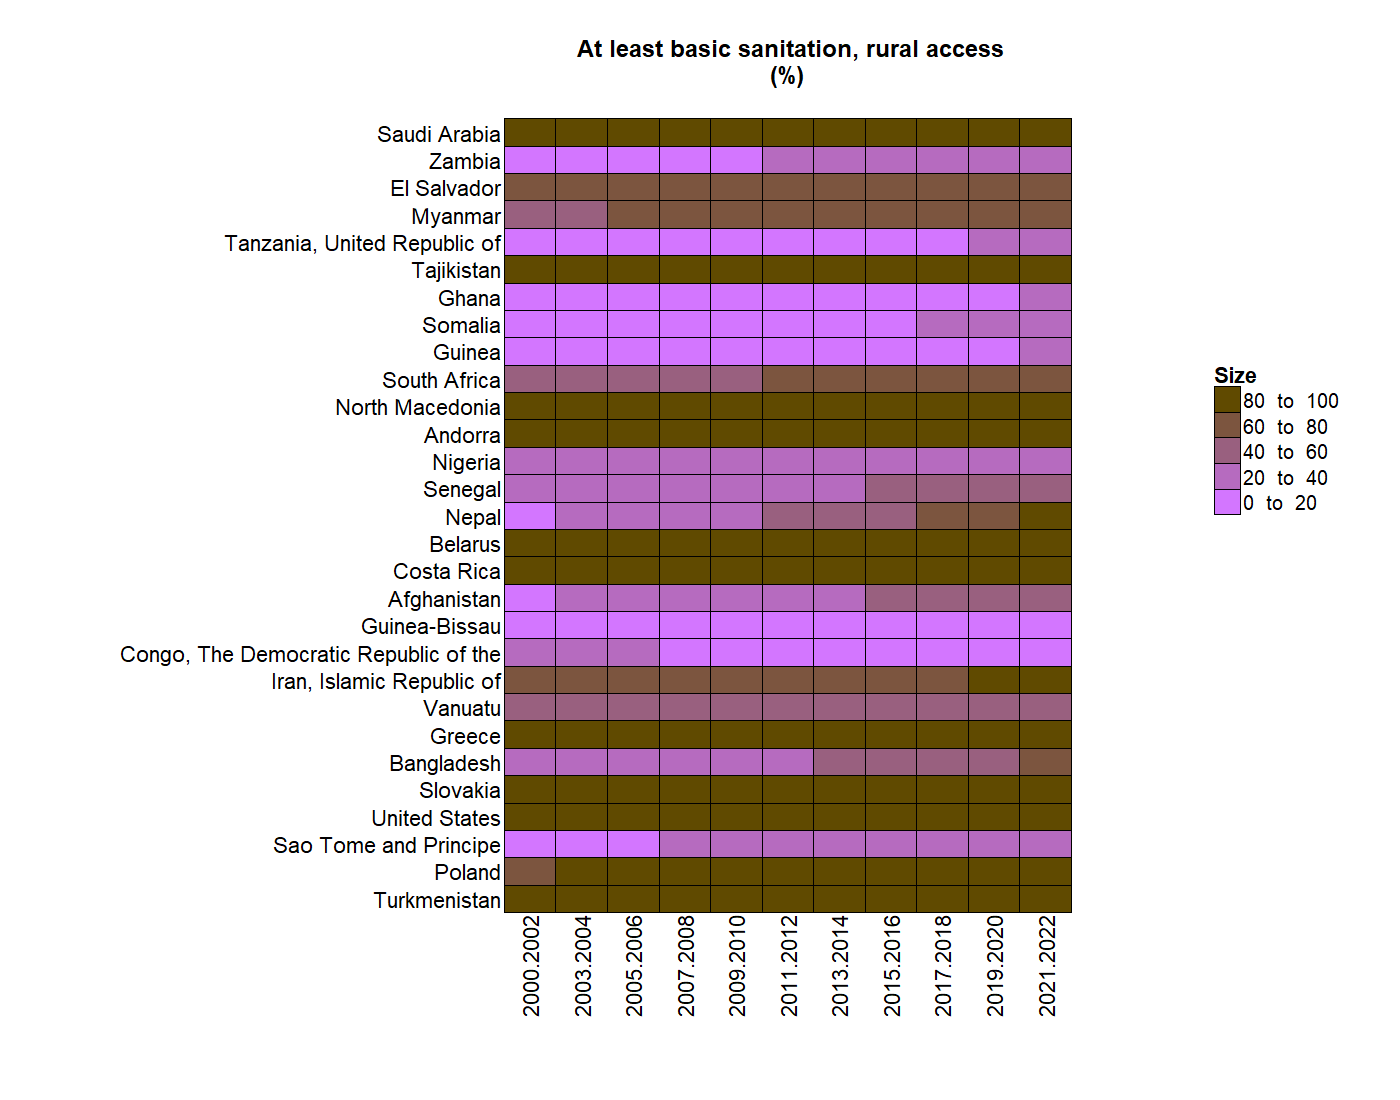 At least basic sanitation, rural access
(%)
Saudi Arabia
Zambia
El Salvador
Myanmar
Tanzania, United Republic of
Tajikistan
Ghana
Somalia
Guinea
South Africa
North Macedonia
Andorra
Nigeria
Senegal
Nepal
Belarus
Costa Rica
Afghanistan
Guinea-Bissau
Congo, The Democratic Republic of the
Iran, Islamic Republic of
Vanuatu
Greece
Bangladesh
Slovakia
United States
Sao Tome and Principe
Poland
Turkmenistan
2000.2002
2003.2004
2005.2006
2007.2008
2009.2010
2011.2012
2013.2014
2015.2016
2017.2018
2019.2020
2021.2022
Size
80 to 100
60 to 80
40 to 60
20 to 40
0 to 20